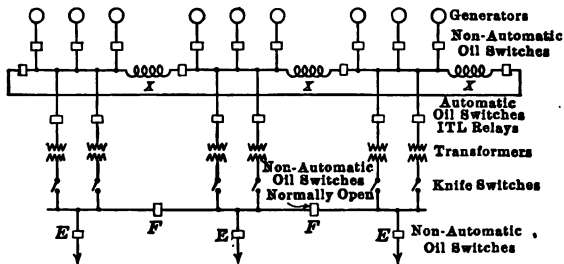 Generators
Non-Automatic
Oil Switches
X X X
Automatic
Oil Switches
ITL Relays
Transformers
Non-Automatic
Oil Switches
Normally Open
Knife Switches
E F E F E
Non-Automatic
Oil Switches